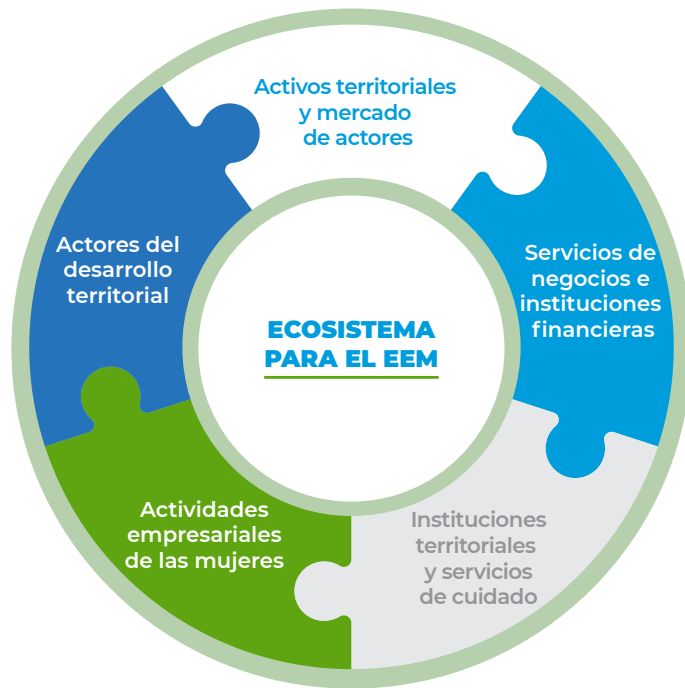 Activos territoriales
y mercado
de actores
Servicios de
negocios e
instituciones
financieras
Instituciones
territoriales
y servicios
de cuidado
Actividades
empresariales
de las mujeres
Actores del
desarrollo
territorial
ECOSISTEMA
PARA EL EEM